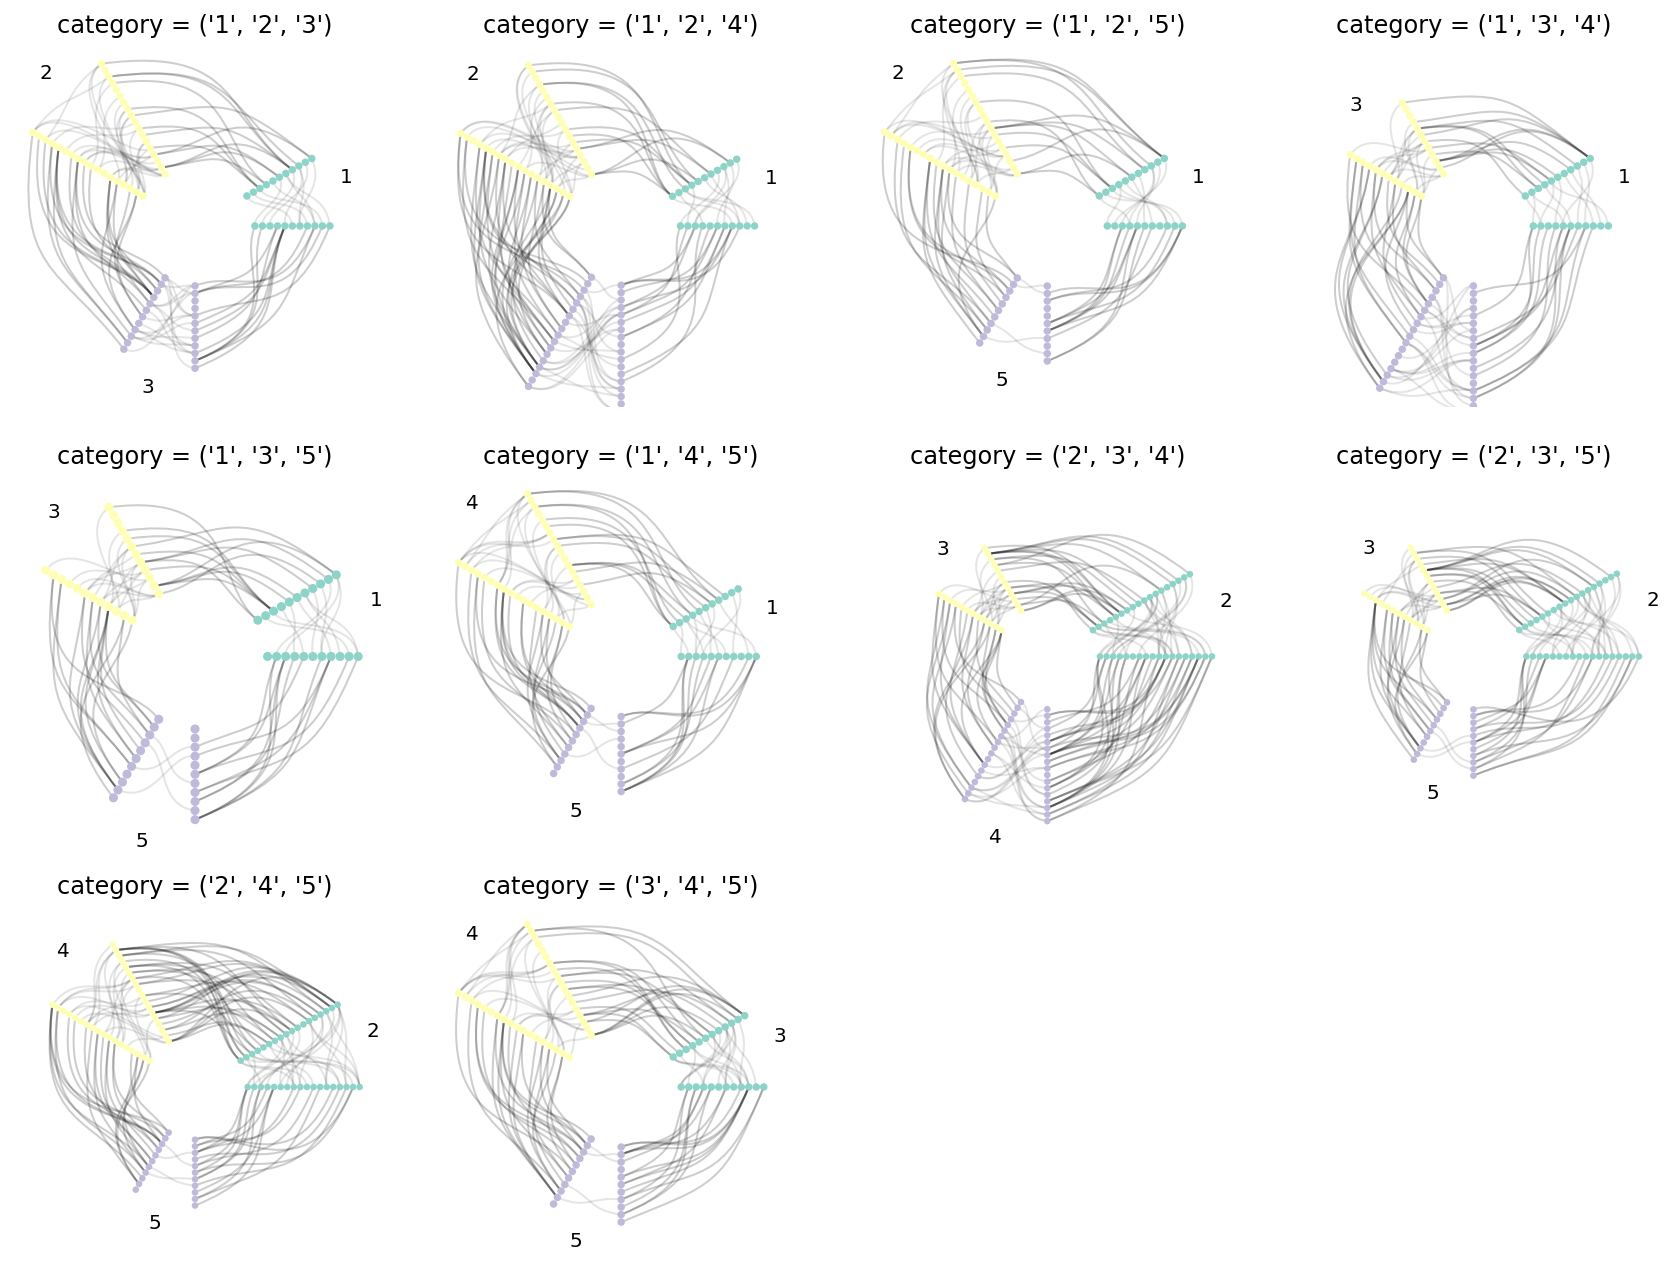 category = ('1', '2', '3')
category = ('1', '2', '4')
category = ('1', '2', '5')
category = ('1', '3', '4')
2
1
3
2
1
2
1
5
3
1
category = ('1', '3', '5')
category = ('1', '4', '5')
category = ('2', '3', '4')
category = ('2', '3', '5')
3
1
5
4
1
5
3
2
4
3
2
5
category = ('2', '4', '5')
category = ('3', '4', '5')
4
2
5
4
3
5